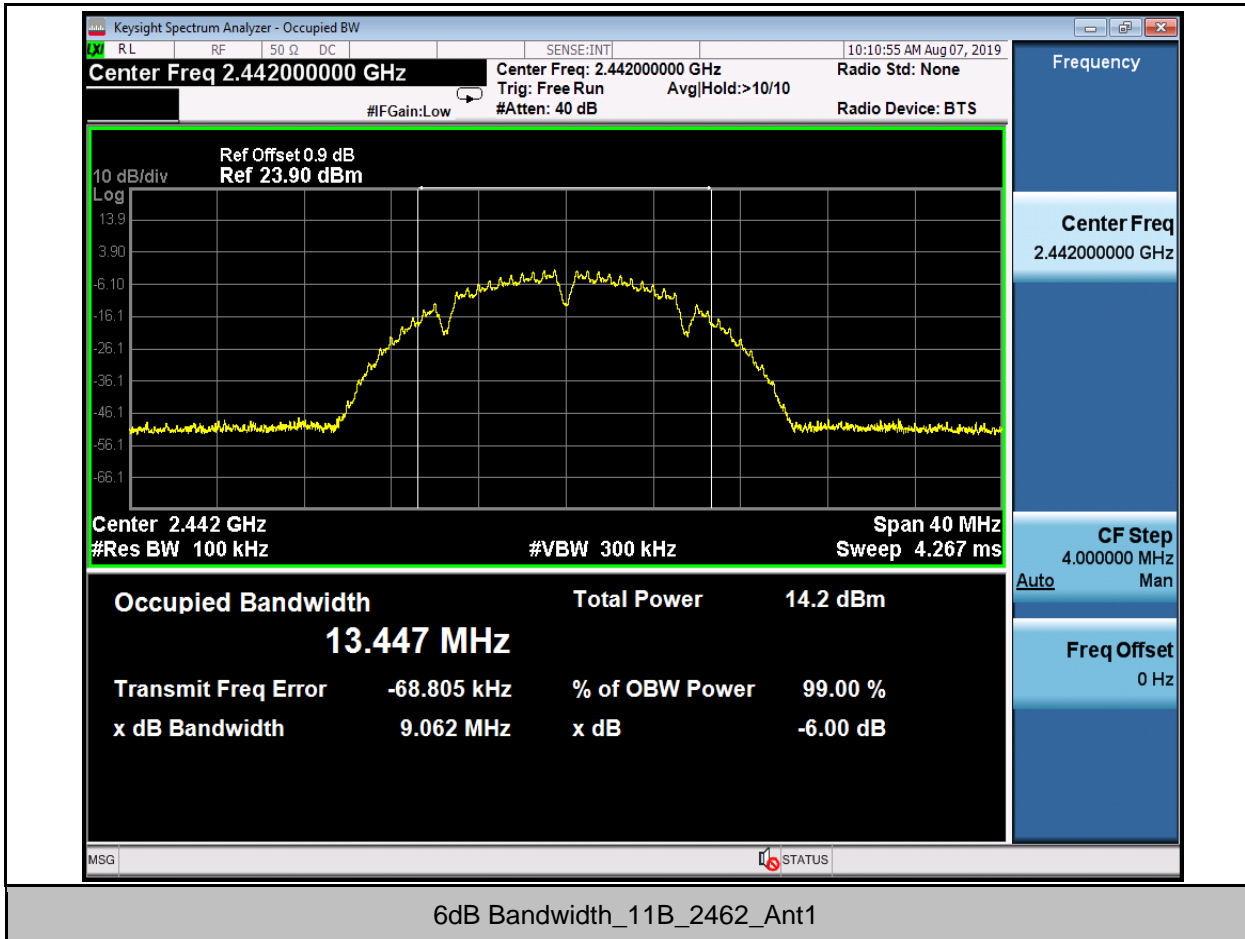 Keysight Spectrum Analyzer - Occupied BW
LXI RL RF 50 Ω DC SENSE:INT 10:10:55 AM Aug 07, 2019
Center Freq 2.442000000 GHz
Center Freq: 2.442000000 GHz Radio Std: None
Trig: Free Run Avg|Hold:>10/10
#IFGain:Low #Atten: 40 dB Radio Device: BTS
Ref Offset 0.9 dB
10 dB/div Ref 23.90 dBm
Log
13.9
3.90
-6.10
-16.1
-26.1
-36.1
-46.1
-56.1
-66.1
Center 2.442 GHz Span 40 MHz
#Res BW 100 kHz #VBW 300 kHz Sweep 4.267 ms
Occupied Bandwidth Total Power 14.2 dBm
13.447 MHz
Transmit Freq Error -68.805 kHz % of OBW Power 99.00 %
x dB Bandwidth 9.062 MHz x dB -6.00 dB
Frequency
Center Freq
2.442000000 GHz
CF Step
4.000000 MHz
Auto Man
Freq Offset
0 Hz
MSG STATUS
6dB Bandwidth_11B_2462_Ant1